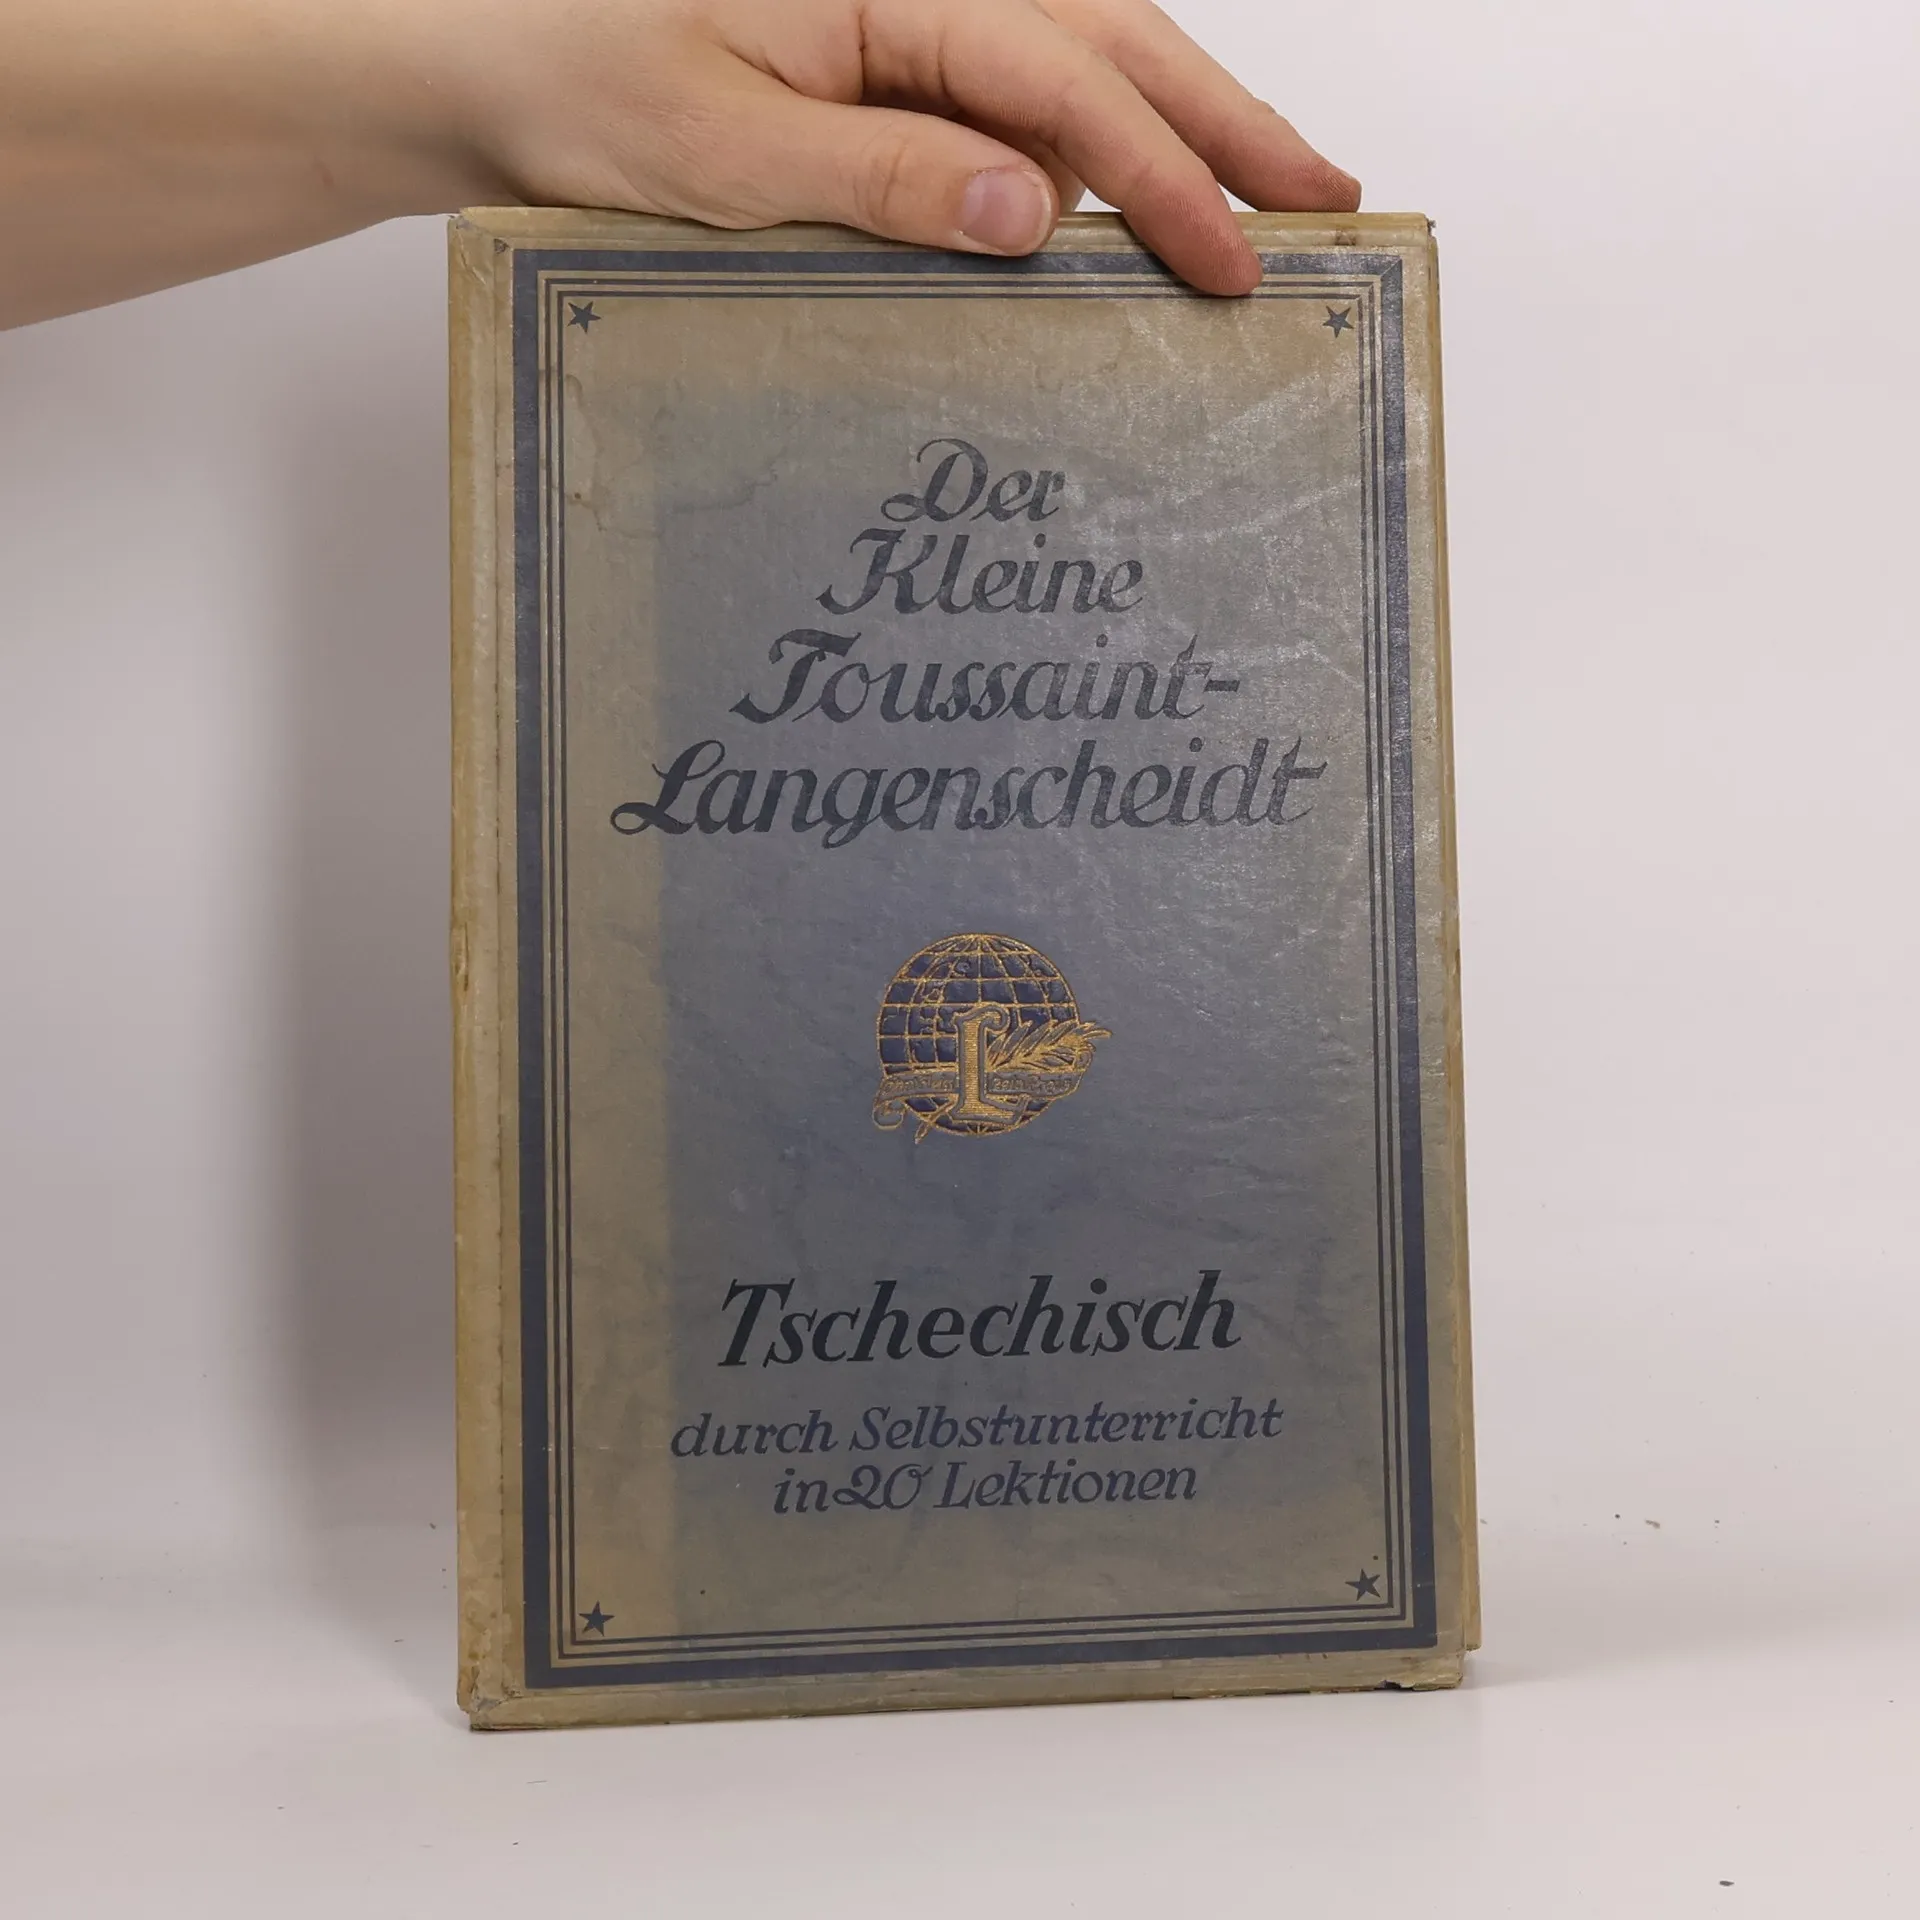 Der
Kleine
Toussaint-
Langenscheidt
L
Tschechisch
durch Selbstunterricht
in 20 Lektionen